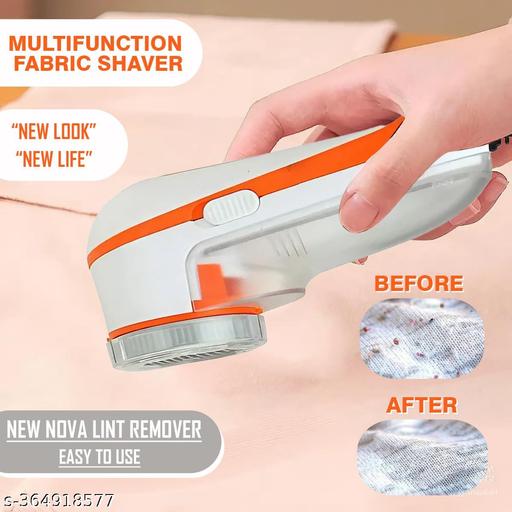 MULTIFUNCTION
FABRIC SHAVER
“NEW LOOK”
“NEW LIFE”
BEFORE
AFTER
NEW NOVA LINT REMOVER
EASY TO USE
s-364918577